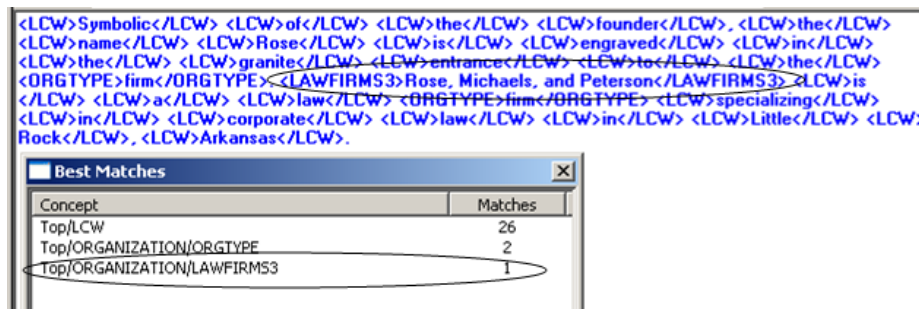 <LCW>Symbolic</LCW> <LCW>of</LCW> <LCW>the</LCW> <LCW>founder</LCW>, <LCW>the</LCW>
<LCW>name</LCW> <LCW>Rose</LCW> <LCW>is</LCW> <LCW>engraved</LCW> <LCW>in</LCW>
<LCW>the</LCW> <LCW>granite</LCW> <LCW>entrance</LCW> <LCW>to</LCW> <LCW>the</LCW>
<ORGTYPE>firm</ORGTYPE>. <LAWFIRMS3>Rose, Michaels, and Peterson</LAWFIRMS3> <LCW>is
</LCW> <LCW>a</LCW> <LCW>law</LCW> <ORGTYPE>firm</ORGTYPE> <LCW>specializing</LCW>
<LCW>in</LCW> <LCW>corporate</LCW> <LCW>law</LCW> <LCW>in</LCW> <LCW>Little</LCW> <LCW>
Rock</LCW>, <LCW>Arkansas</LCW>.
Best Matches
Concept Matches
Top/LCW 26
Top/ORGANIZATION/ORGTYPE 2
Top/ORGANIZATION/LAWFIRMS3 1